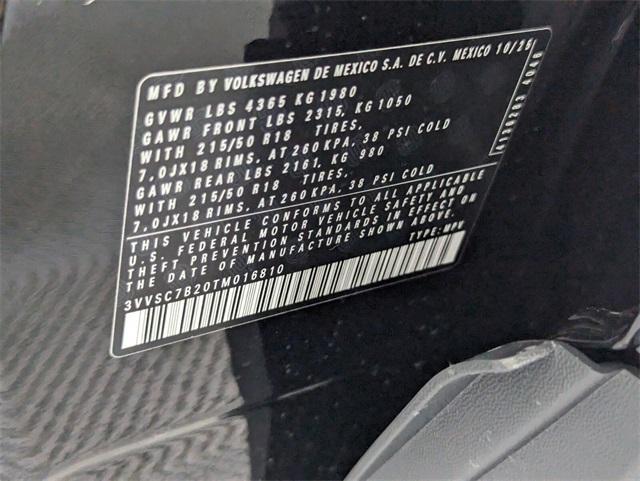 MFD BY VOLKSWAGEN DE MEXICO S.A. DE C.V. MEXICO 10/25
GVWR LBS 4365 KG 1980
GAWR FRONT LBS 2315, KG 1050
WITH 215/50 R18 TIRES,
7,0JX18 RIMS, AT 260 KPA, 38 PSI COLD
GAWR REAR LBS 2161, KG 980
WITH 215/50 R18 TIRES,
7,0JX18 RIMS, AT 260 KPA, 38 PSI COLD
THIS VEHICLE CONFORMS TO ALL APPLICABLE
U.S. FEDERAL MOTOR VEHICLE SAFETY AND
THEFT PREVENTION STANDARDS IN EFFECT ON
THE DATE OF MANUFACTURE SHOWN ABOVE.
3VVSC7B20TM016810 TYPE: MPV